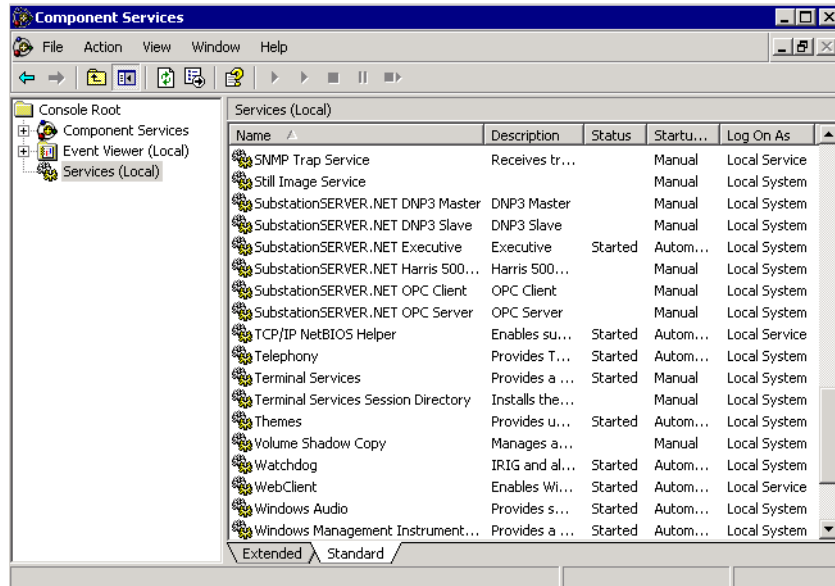 Component Services
File Action View Window Help
Console Root
Component Services
Event Viewer (Local)
Services (Local)
Services (Local)
Name Description Status Startu... Log On As
SNMP Trap Service Receives tr... Manual Local Service
Still Image Service Manual Local System
SubstationSERVER.NET DNP3 Master DNP3 Master Manual Local System
SubstationSERVER.NET DNP3 Slave DNP3 Slave Manual Local System
SubstationSERVER.NET Executive Executive Started Autom... Local System
SubstationSERVER.NET Harris 500... Harris 500... Manual Local System
SubstationSERVER.NET OPC Client OPC Client Manual Local System
SubstationSERVER.NET OPC Server OPC Server Manual Local System
TCP/IP NetBIOS Helper Enables su... Started Autom... Local Service
Telephony Provides T... Started Autom... Local System
Terminal Services Provides a ... Started Manual Local System
Terminal Services Session Directory Installs the... Manual Local System
Themes Provides u... Started Autom... Local System
Volume Shadow Copy Manages a... Manual Local System
Watchdog IRIG and al... Started Autom... Local System
WebClient Enables Wi... Started Autom... Local Service
Windows Audio Provides s... Started Autom... Local System
Windows Management Instrument... Provides a ... Started Autom... Local System
Extended Standard